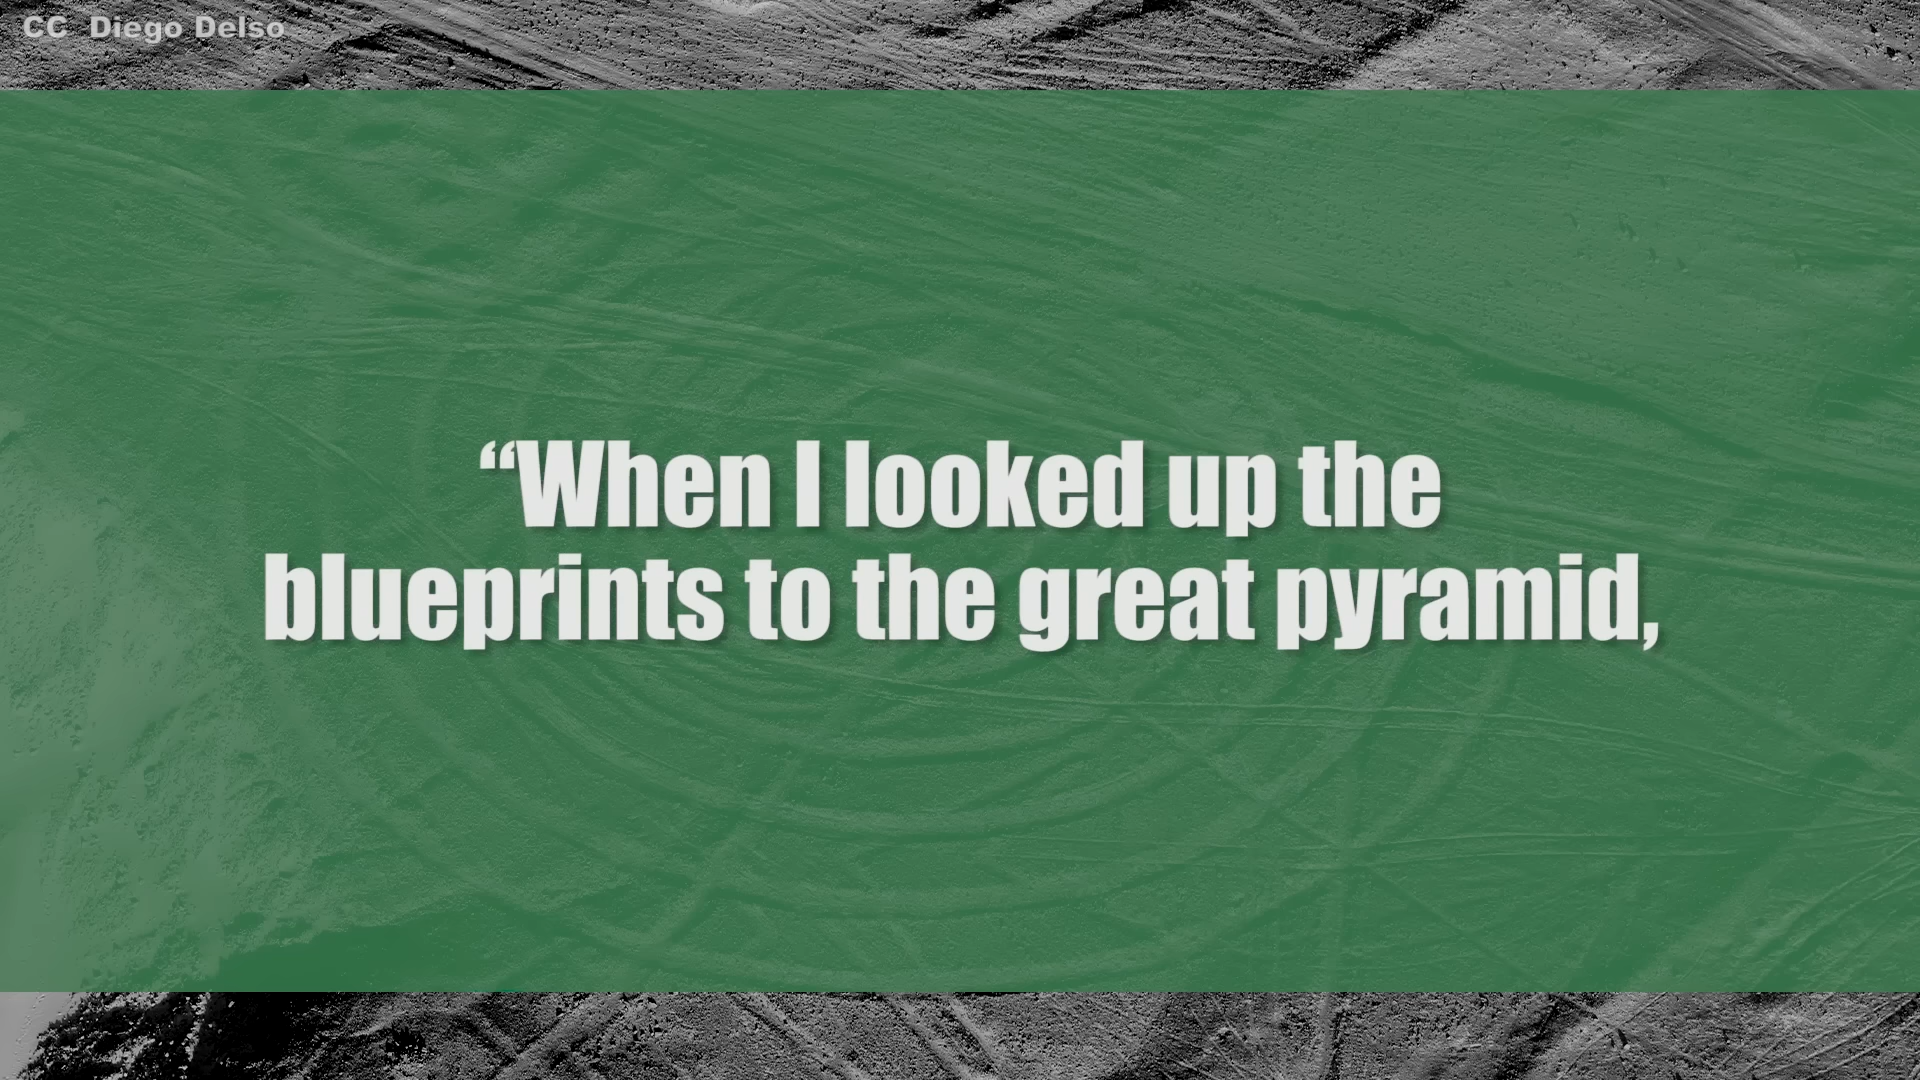 CC Diego Delso
“When I looked up the
blueprints to the great pyramid,